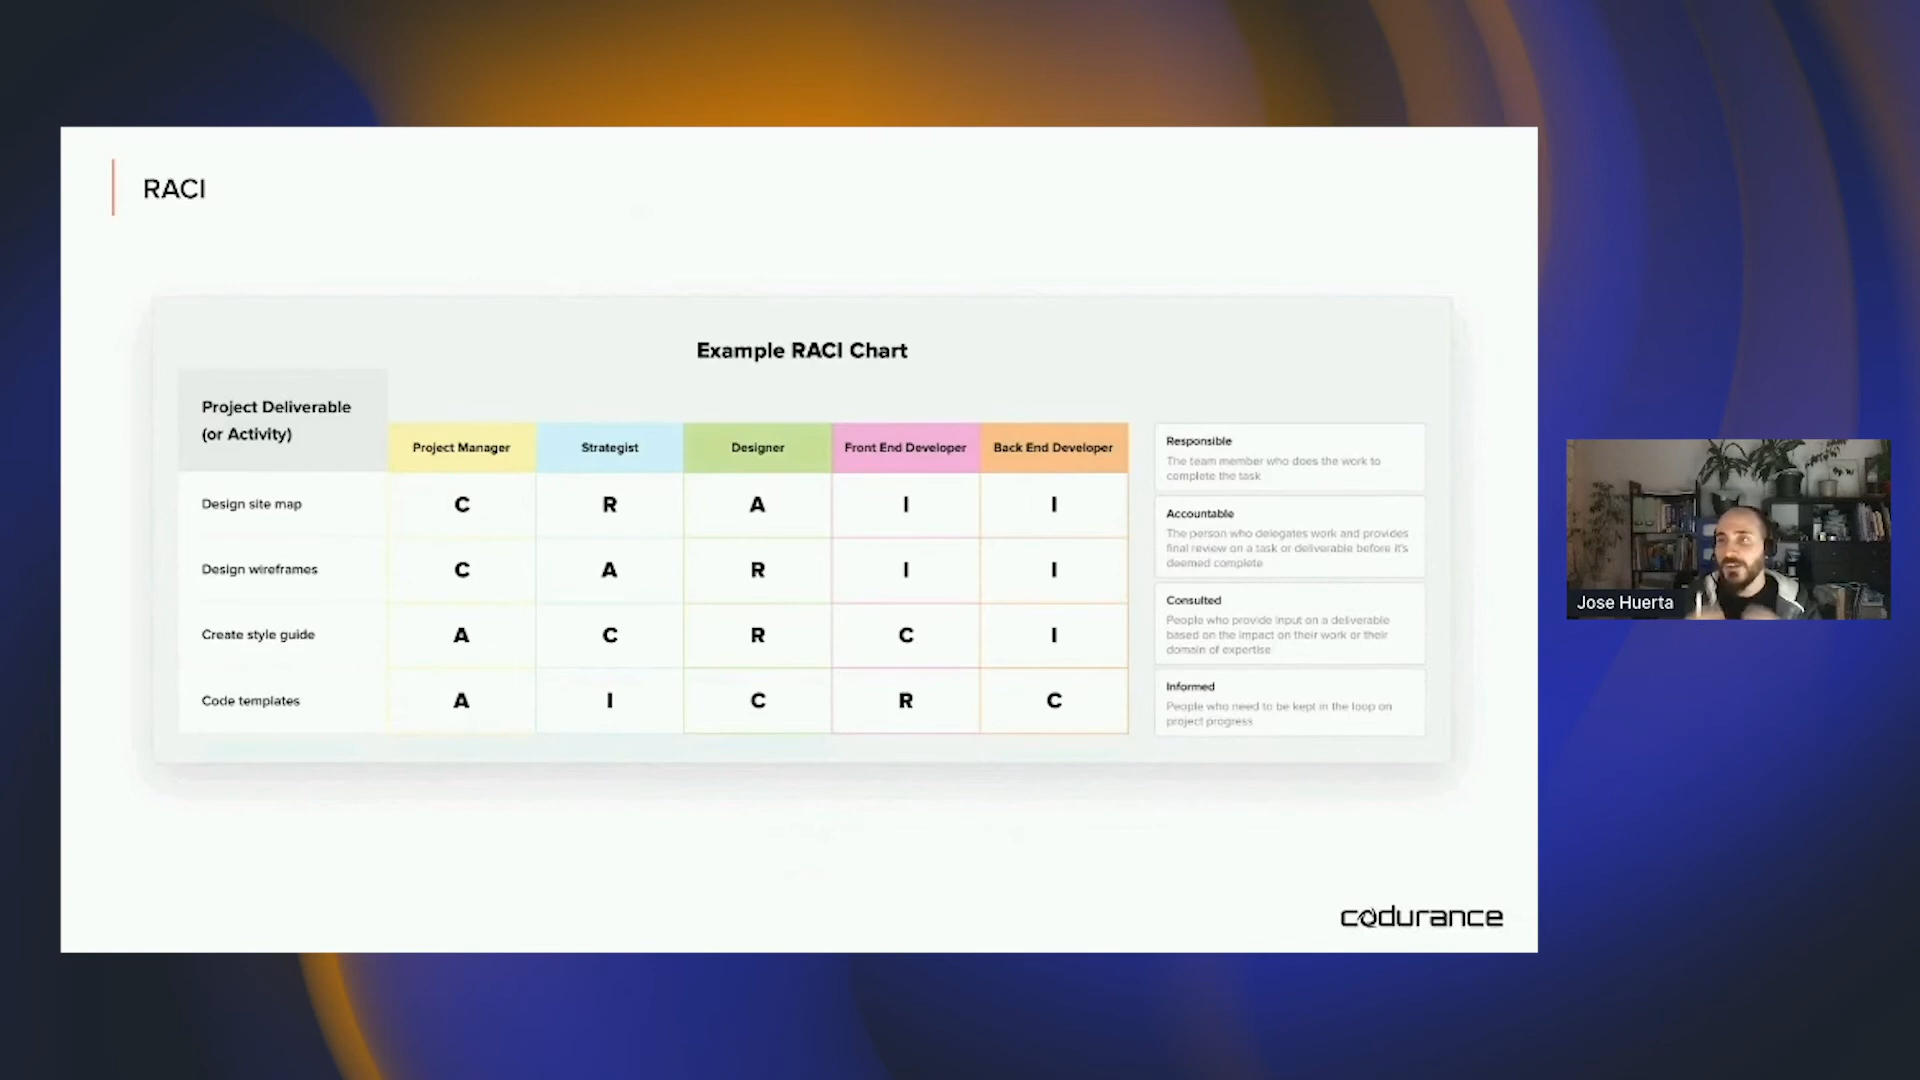 RACI
Example RACI Chart
Project Deliverable
(or Activity)
Project Manager
Strategist
Designer
Front End Developer
Back End Developer
Design site map
C
R
A
I
I
Design wireframes
C
A
R
I
I
Create style guide
A
C
R
C
I
Code templates
A
I
C
R
C
Responsible
The team member who does the work to
complete the task
Accountable
The person who delegates work and provides
final review on a task or deliverable before it's
deemed complete
Consulted
People who provide input on a deliverable
based on the impact on their work or their
domain of expertise
Informed
People who need to be kept in the loop on
project progress
Jose Huerta
codurance